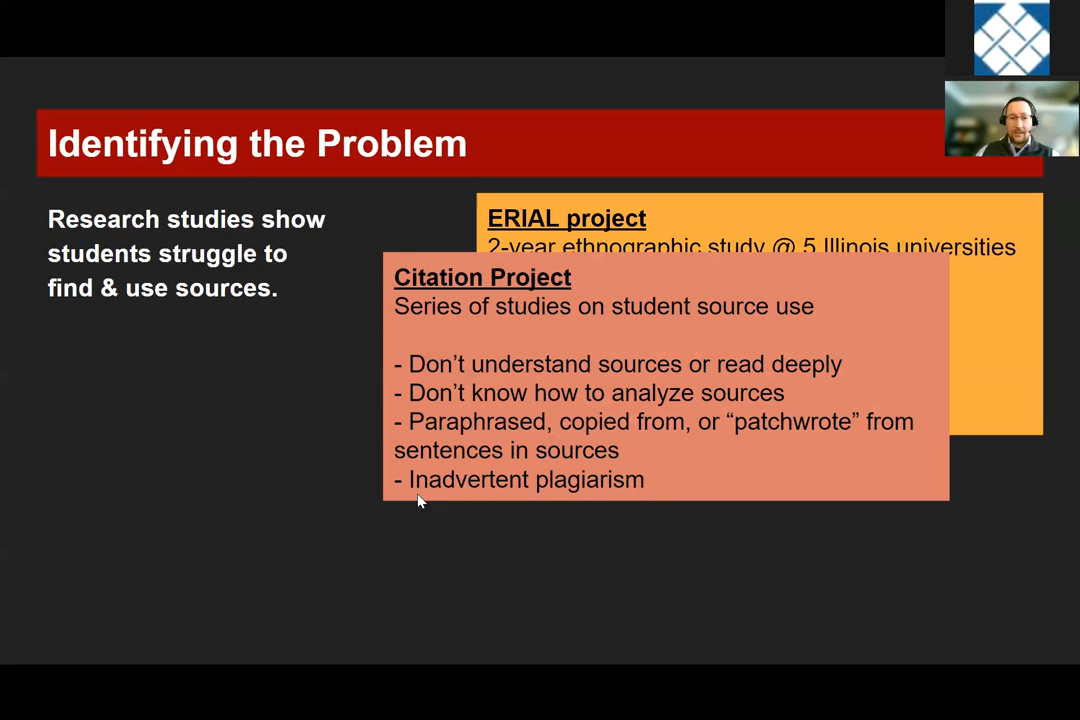 Identifying the Problem
Research studies show
students struggle to
find & use sources.
ERIAL project
2-year ethnographic study @ 5 Illinois universities
Citation Project
Series of studies on student source use
- Don’t understand sources or read deeply
- Don’t know how to analyze sources
- Paraphrased, copied from, or “patchwrote” from
sentences in sources
- Inadvertent plagiarism